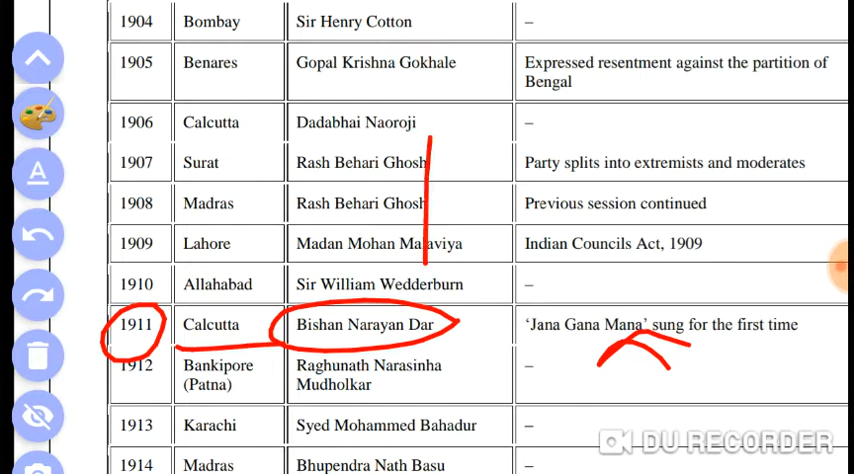 1904 Bombay Sir Henry Cotton –
1905 Benares Gopal Krishna Gokhale Expressed resentment against the partition of
Bengal
1906 Calcutta Dadabhai Naoroji –
1907 Surat Rash Behari Ghosh Party splits into extremists and moderates
1908 Madras Rash Behari Ghosh Previous session continued
1909 Lahore Madan Mohan Malaviya Indian Councils Act, 1909
1910 Allahabad Sir William Wedderburn –
1911 Calcutta Bishan Narayan Dar ‘Jana Gana Mana’ sung for the first time
1912 Bankipore Raghunath Narasinha –
(Patna) Mudholkar
1913 Karachi Syed Mohammed Bahadur –
1914 Madras Bhupendra Nath Basu –
A
DU RECORDER